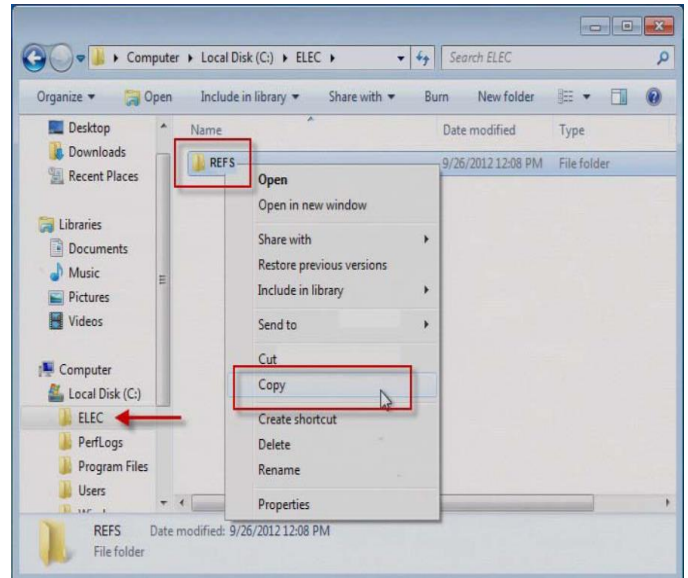 Computer ▸ Local Disk (C:) ▸ ELEC ▸
Search ELEC
Organize ▾ Open Include in library ▾ Share with ▾ Burn New folder
Name Date modified Type
Desktop
Downloads
Recent Places
Libraries
Documents
Music
Pictures
Videos
Computer
Local Disk (C:)
ELEC
PerfLogs
Program Files
Users
REFS 9/26/2012 12:08 PM File folder
Open
Open in new window
Share with
Restore previous versions
Include in library
Send to
Cut
Copy
Create shortcut
Delete
Rename
Properties
REFS Date modified: 9/26/2012 12:08 PM
File folder